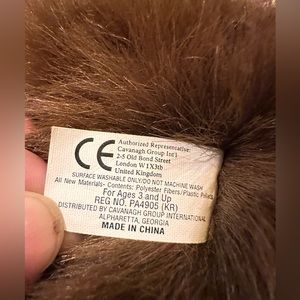 CE
Authorized Representative:
Cavanagh Group Int'l
2-5 Old Bond Street
London W1X3tb
United Kingdom
SURFACE WASHABLE ONLY/DO NOT MACHINE WASH
All New Materials- Contents: Polyester Fibers/Plastic Pellets
For Ages 3 and Up
REG NO. PA4905 (KR)
DISTRIBUTED BY CAVANAGH GROUP INTERNATIONAL
ALPHARETTA, GEORGIA
MADE IN CHINA